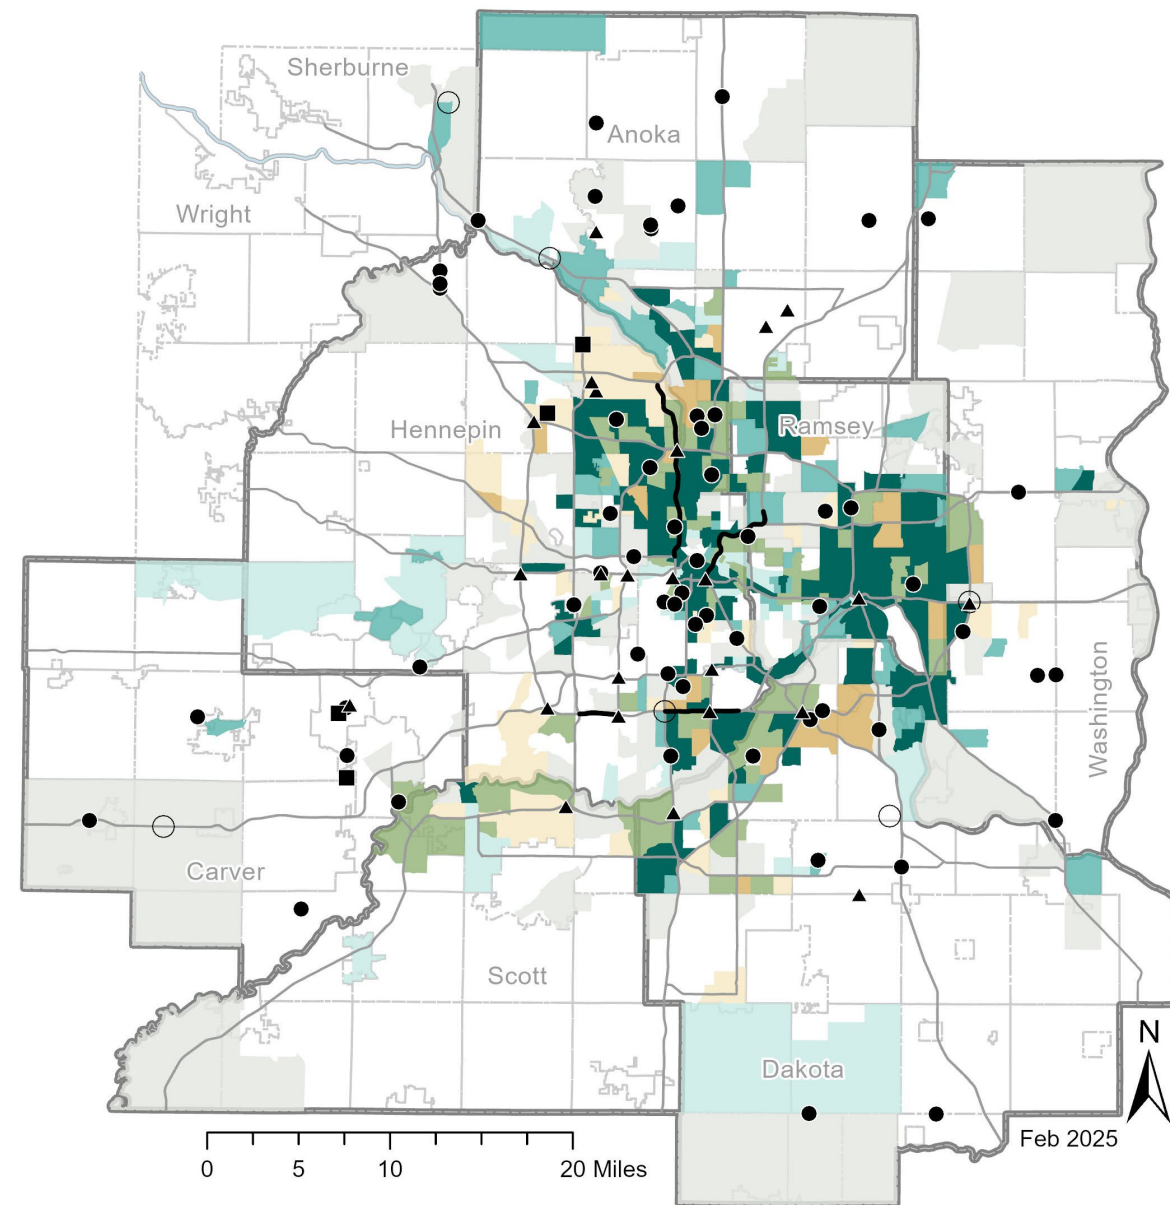 Sherburne
Anoka
Wright
Hennepin
Ramsey
Washington
Carver
Scott
Dakota
N
Feb 2025
0 5 10 20 Miles